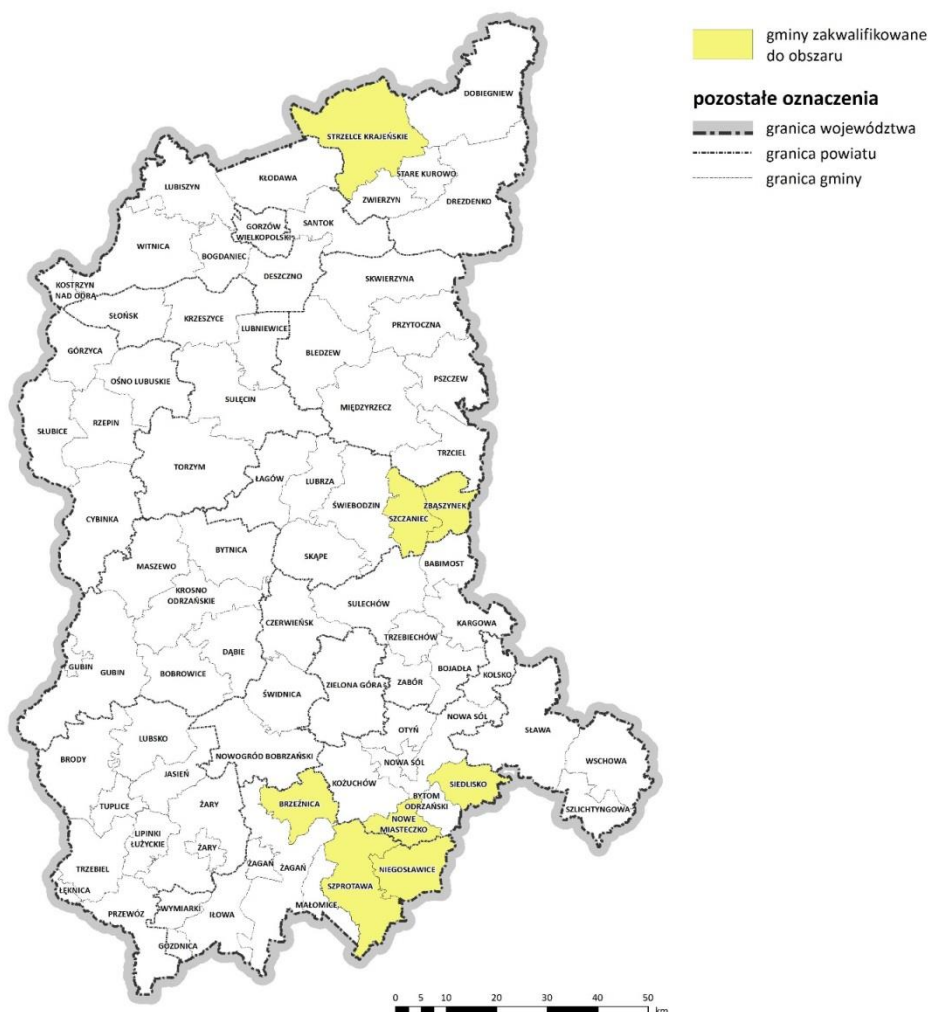 gminy zakwalifikowane
do obszaru
pozostałe oznaczenia
granica województwa
granica powiatu
granica gminy
DOBIEGNIEW
STRZELCE KRAJEŃSKIE
STARE KUROWO
KŁODAWA
LUBISZYN
ZWIERZYN
DREZDENKO
SANTOK
GORZÓW
WIELKOPOLSKI
WITNICA
BOGDANIEC
DESZCZNO
SKWIERZYNA
KOSTRZYN
NAD ODRĄ
SŁOŃSK
KRZESZYCE
LUBNIEWICE
PRZYTOCZNA
GÓRZYCA
BLEDZEW
OŚNO LUBUSKIE
PSZCZEW
SULĘCIN
MIĘDZYRZECZ
RZEPIN
SŁUBICE
TRZCIEL
TORZYM
ŁAGÓW
LUBRZA
ŚWIEBODZIN
ZBĄSZYNEK
SZCZANIEC
CYBINKA
BYTNICA
SKĄPE
MASZEWO
BABIMOST
KROSNO
ODRZAŃSKIE
SULECHÓW
CZERWIEŃSK
KARGOWA
TRZEBIECHÓW
DĄBIE
GUBIN
GUBIN
BOBROWICE
BOJADŁA
KOLSKO
ZIELONA GÓRA
ZABÓR
ŚWIDNICA
NOWA SÓL
OTYŃ
SŁAWA
LUBSKO
BRODY
NOWOGRÓD BOBRZAŃSKI
NOWA SÓL
WSCHOWA
JASIEŃ
KOŻUCHÓW
SIEDLISKO
BYTOM
ODRZAŃSKI
TUPLICE
ŻARY
BRZEŹNICA
SZLICHTYNGOWA
NOWE
MIASTECZKO
LIPINKI
ŁUŻYCKIE
ŻARY
ŻAGAŃ
ŻAGAŃ
TRZEBIEL
NIEGOSŁAWICE
SZPROTAWA
ŁĘKNICA
MAŁOMICE
PRZEWÓZ
WYMIARKI
IŁOWA
GOZDNICA
0 5 10 20 30 40 50
km